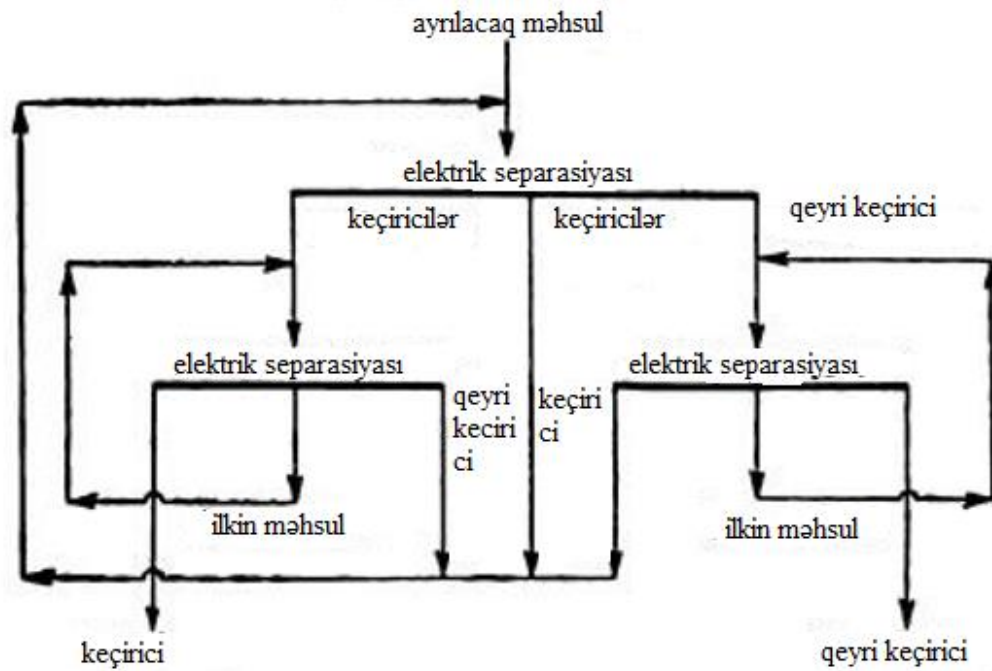 ayrılacaq məhsul
elektrik separasiyası
keçiricilər
keçiricilər
qeyri keçirici
elektrik separasiyası
elektrik separasiyası
qeyri
keciri
ci
keçiri
ci
ilkin məhsul
ilkin məhsul
keçirici
qeyri keçirici